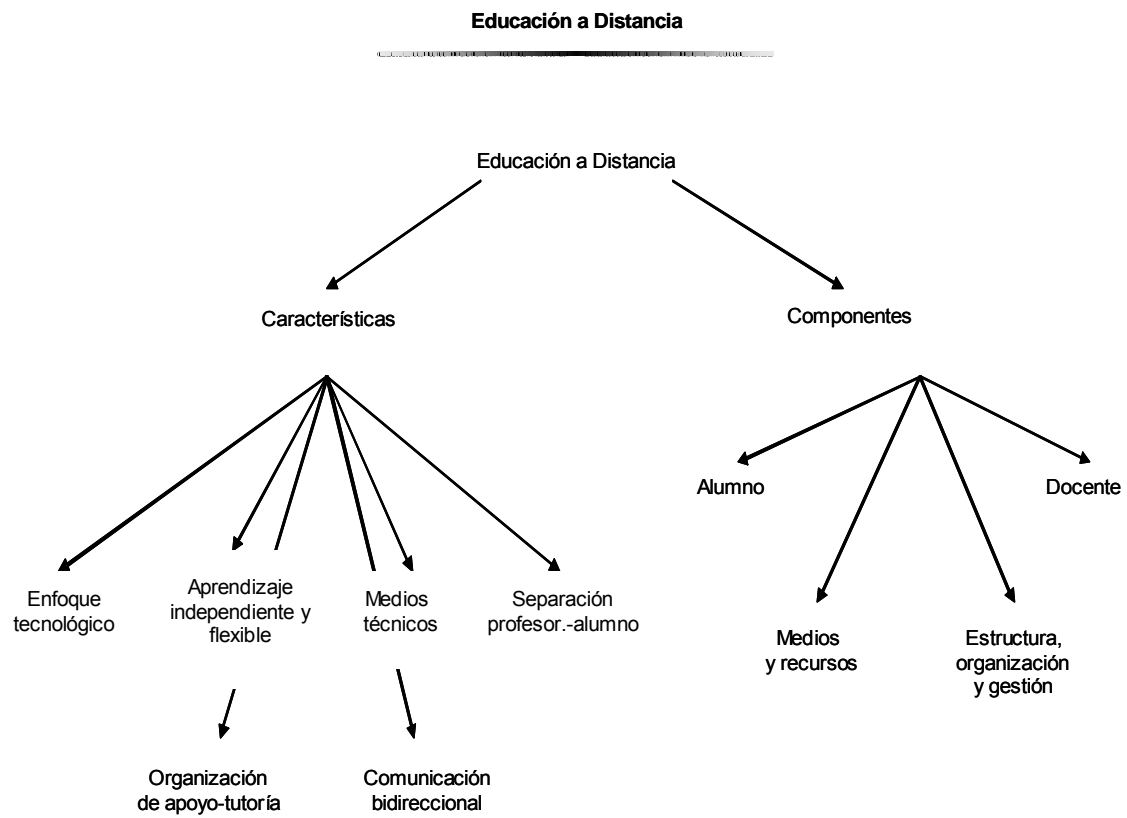 Educación a Distancia
Educación a Distancia
Características
Componentes
Alumno
Docente
Enfoque
tecnológico
Aprendizaje
independiente y
flexible
Medios
técnicos
Separación
profesor.-alumno
Medios
y recursos
Estructura,
organización
y gestión
Organización
de apoyo-tutoría
Comunicación
bidireccional